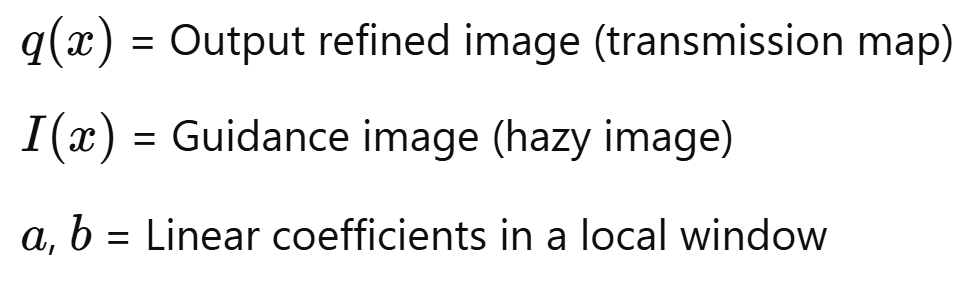 q(x) = Output refined image (transmission map)
I(x) = Guidance image (hazy image)
a, b = Linear coefficients in a local window